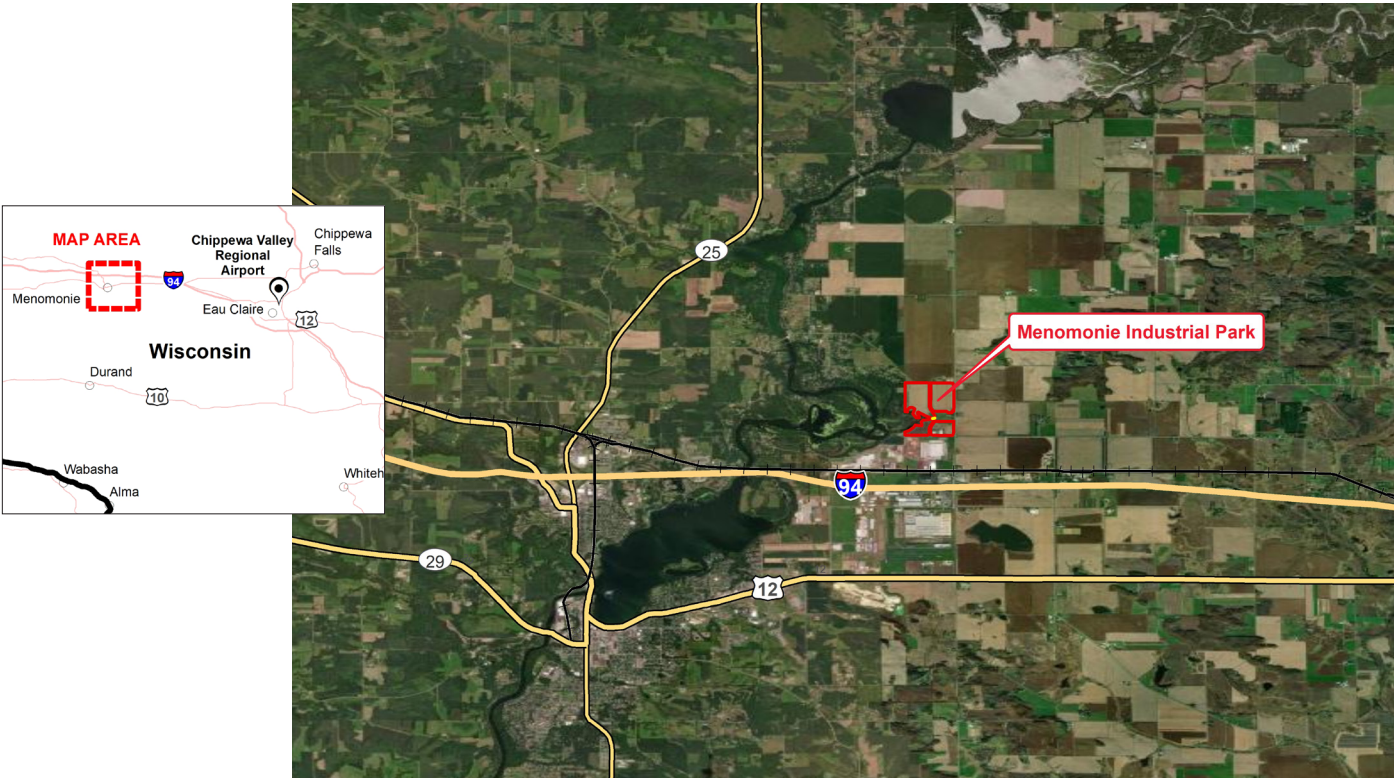 MAP AREA
Chippewa Valley
Regional
Airport
Chippewa
Falls
94
Menomonie
Eau Claire
12
Wisconsin
Durand
10
Wabasha
Alma
Whiteh
25
Menomonie Industrial Park
94
29
12